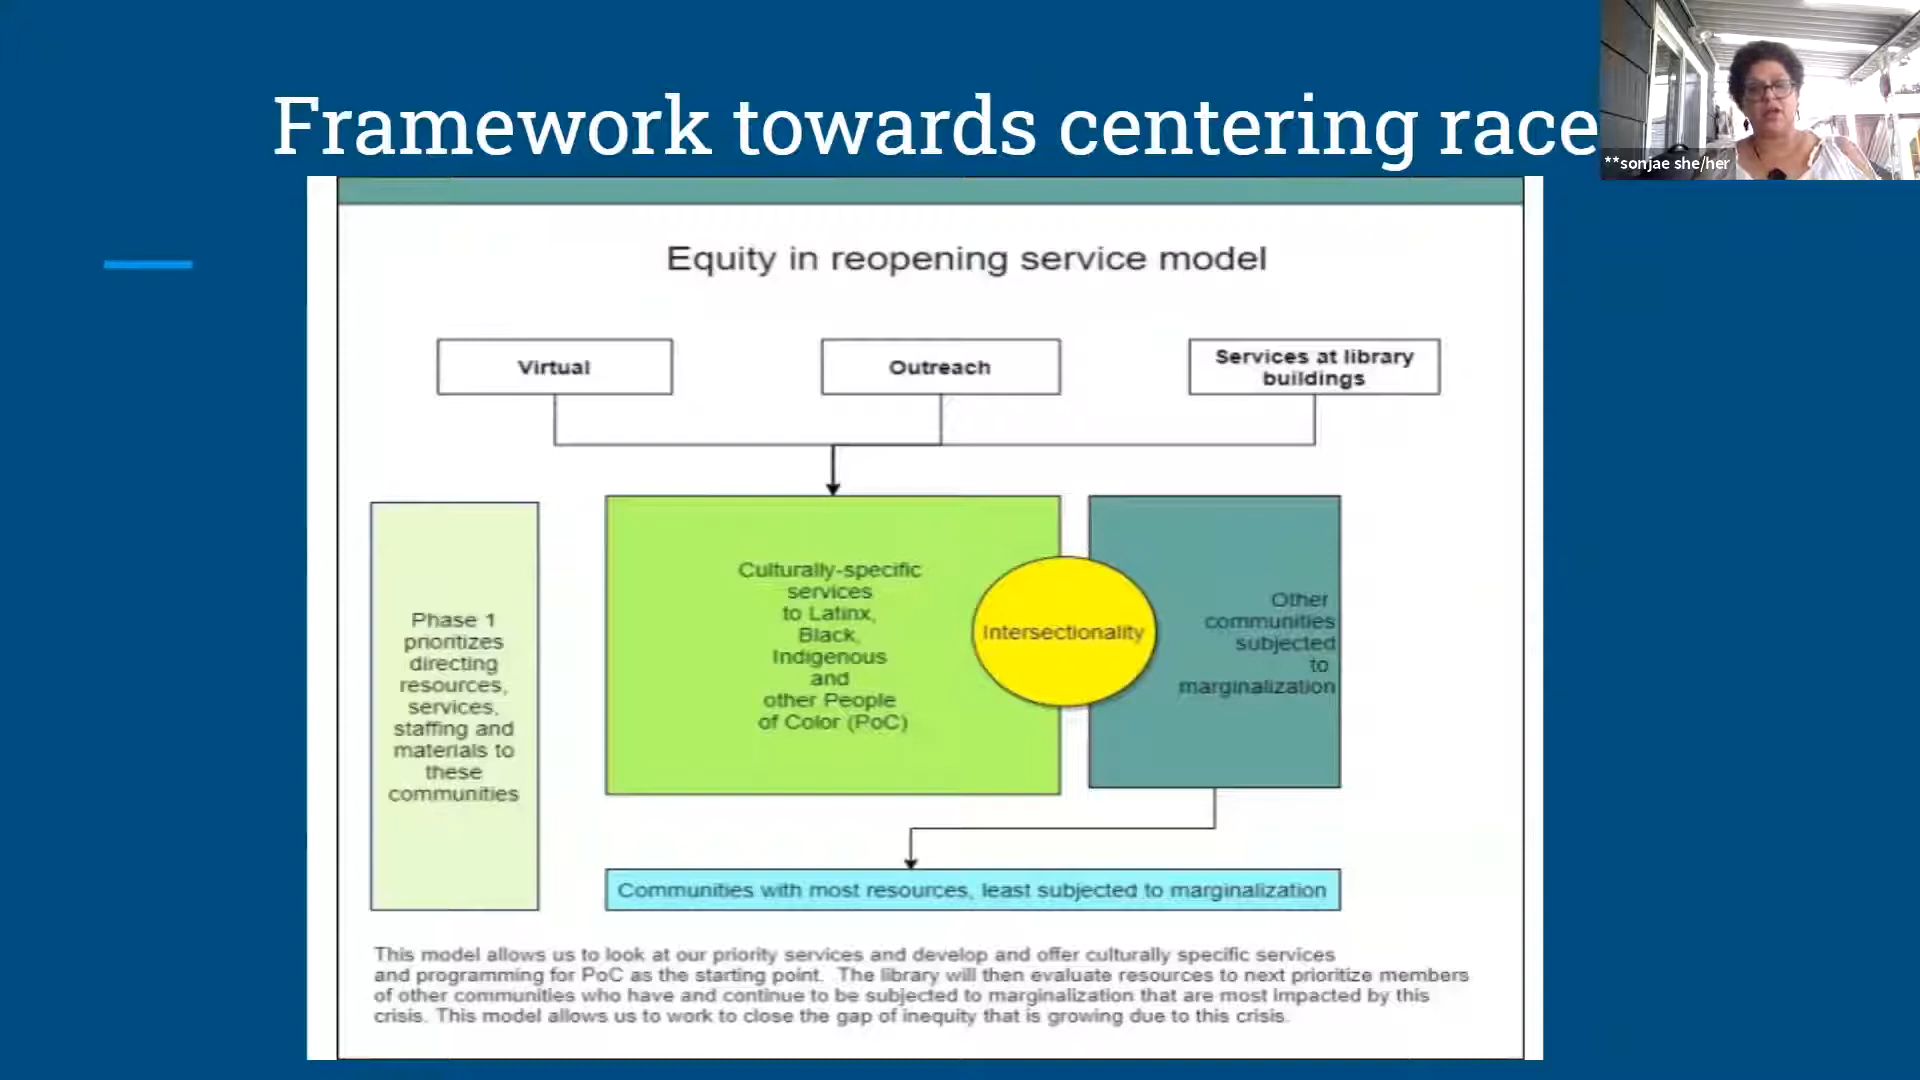 Framework towards centering race
**sonjae she/her
Equity in reopening service model
Virtual
Outreach
Services at library
buildings
Phase 1
prioritizes
directing
resources,
services,
staffing and
materials to
these
communities
Culturally-specific
services
to Latinx,
Black,
Indigenous
and
other People
of Color (PoC)
Intersectionality
Other
communities
subjected
to
marginalization
Communities with most resources, least subjected to marginalization
This model allows us to look at our priority services and develop and offer culturally specific services
and programming for PoC as the starting point.  The library will then evaluate resources to next prioritize members
of other communities who have and continue to be subjected to marginalization that are most impacted by this
crisis. This model allows us to work to close the gap of inequity that is growing due to this crisis.